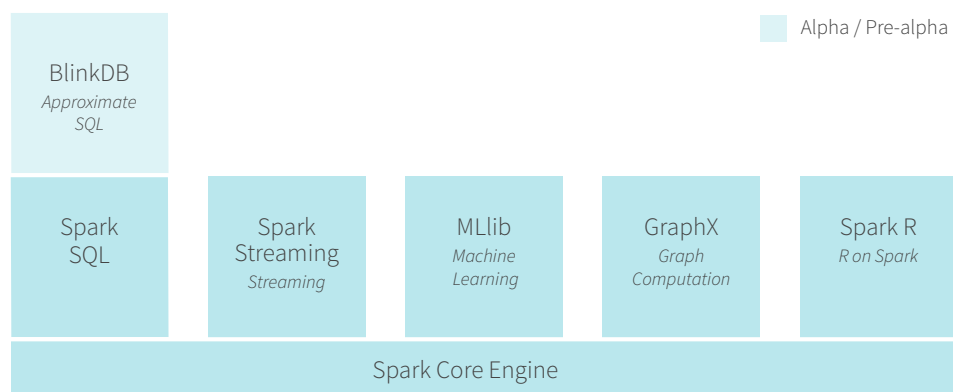 Alpha / Pre-alpha
BlinkDB
Approximate
SQL
Spark
SQL
Spark
Streaming
Streaming
MLlib
Machine
Learning
GraphX
Graph
Computation
Spark R
R on Spark
Spark Core Engine